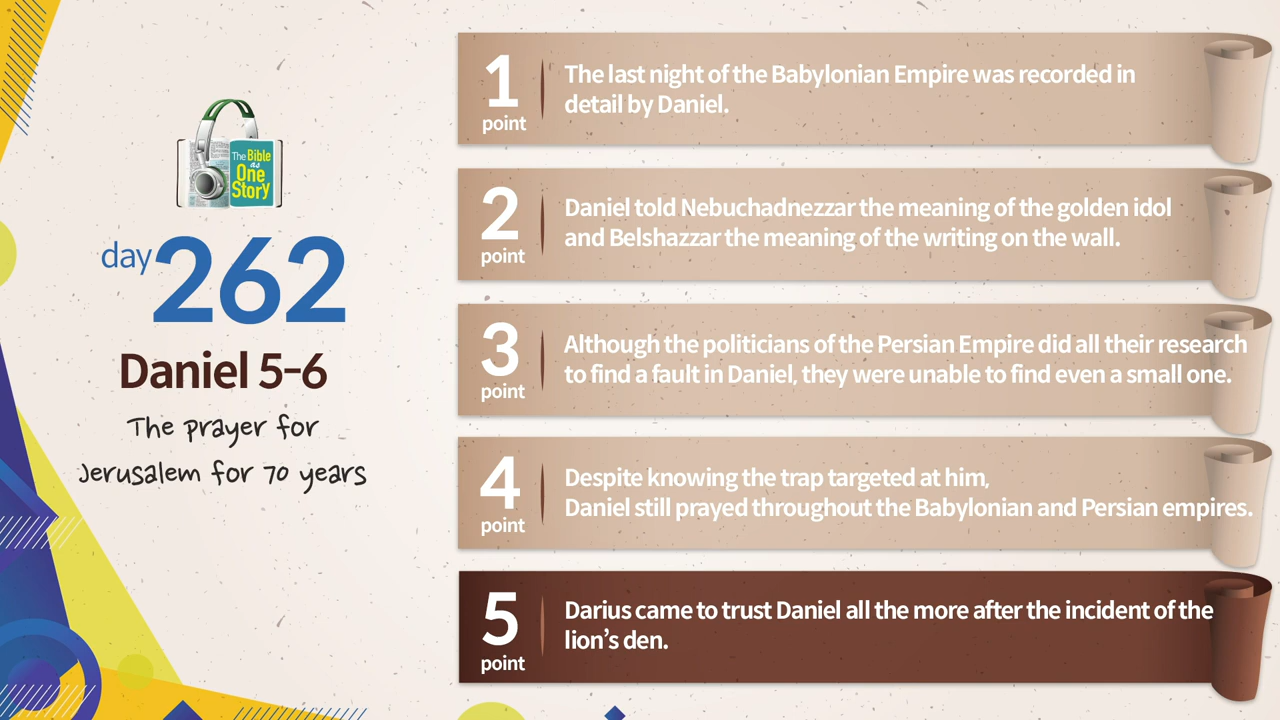 The Bible
as
One
Story
day 262
Daniel 5-6
The prayer for
Jerusalem for 70 years
1
point
The last night of the Babylonian Empire was recorded in
detail by Daniel.
2
point
Daniel told Nebuchadnezzar the meaning of the golden idol
and Belshazzar the meaning of the writing on the wall.
3
point
Although the politicians of the Persian Empire did all their research
to find a fault in Daniel, they were unable to find even a small one.
4
point
Despite knowing the trap targeted at him,
Daniel still prayed throughout the Babylonian and Persian empires.
5
point
Darius came to trust Daniel all the more after the incident of the
lion's den.